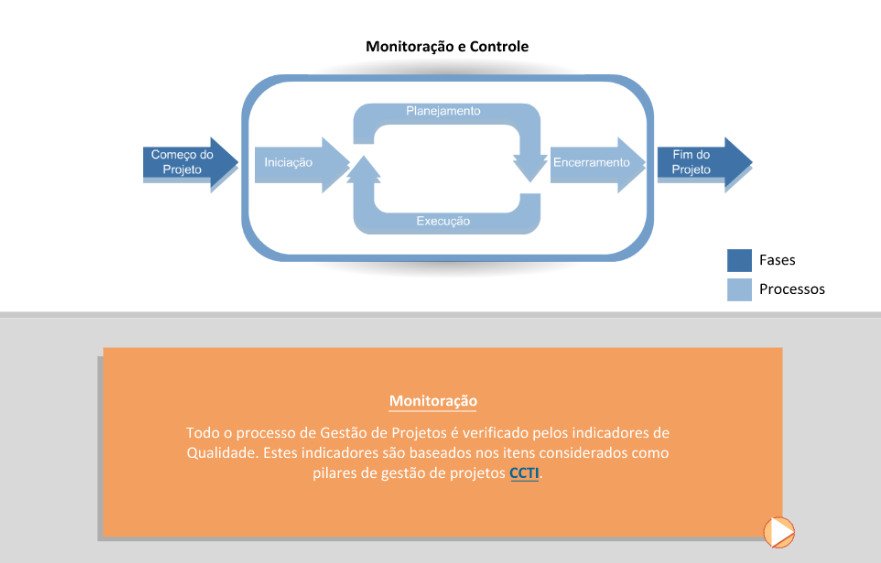 Monitoração e Controle
Planejamento
Começo do
Projeto
Iniciação
Encerramento
Fim do
Projeto
Execução
Fases
Processos
Monitoração
Todo o processo de Gestão de Projetos é verificado pelos indicadores de
Qualidade. Estes indicadores são baseados nos itens considerados como
pilares de gestão de projetos CCTI.